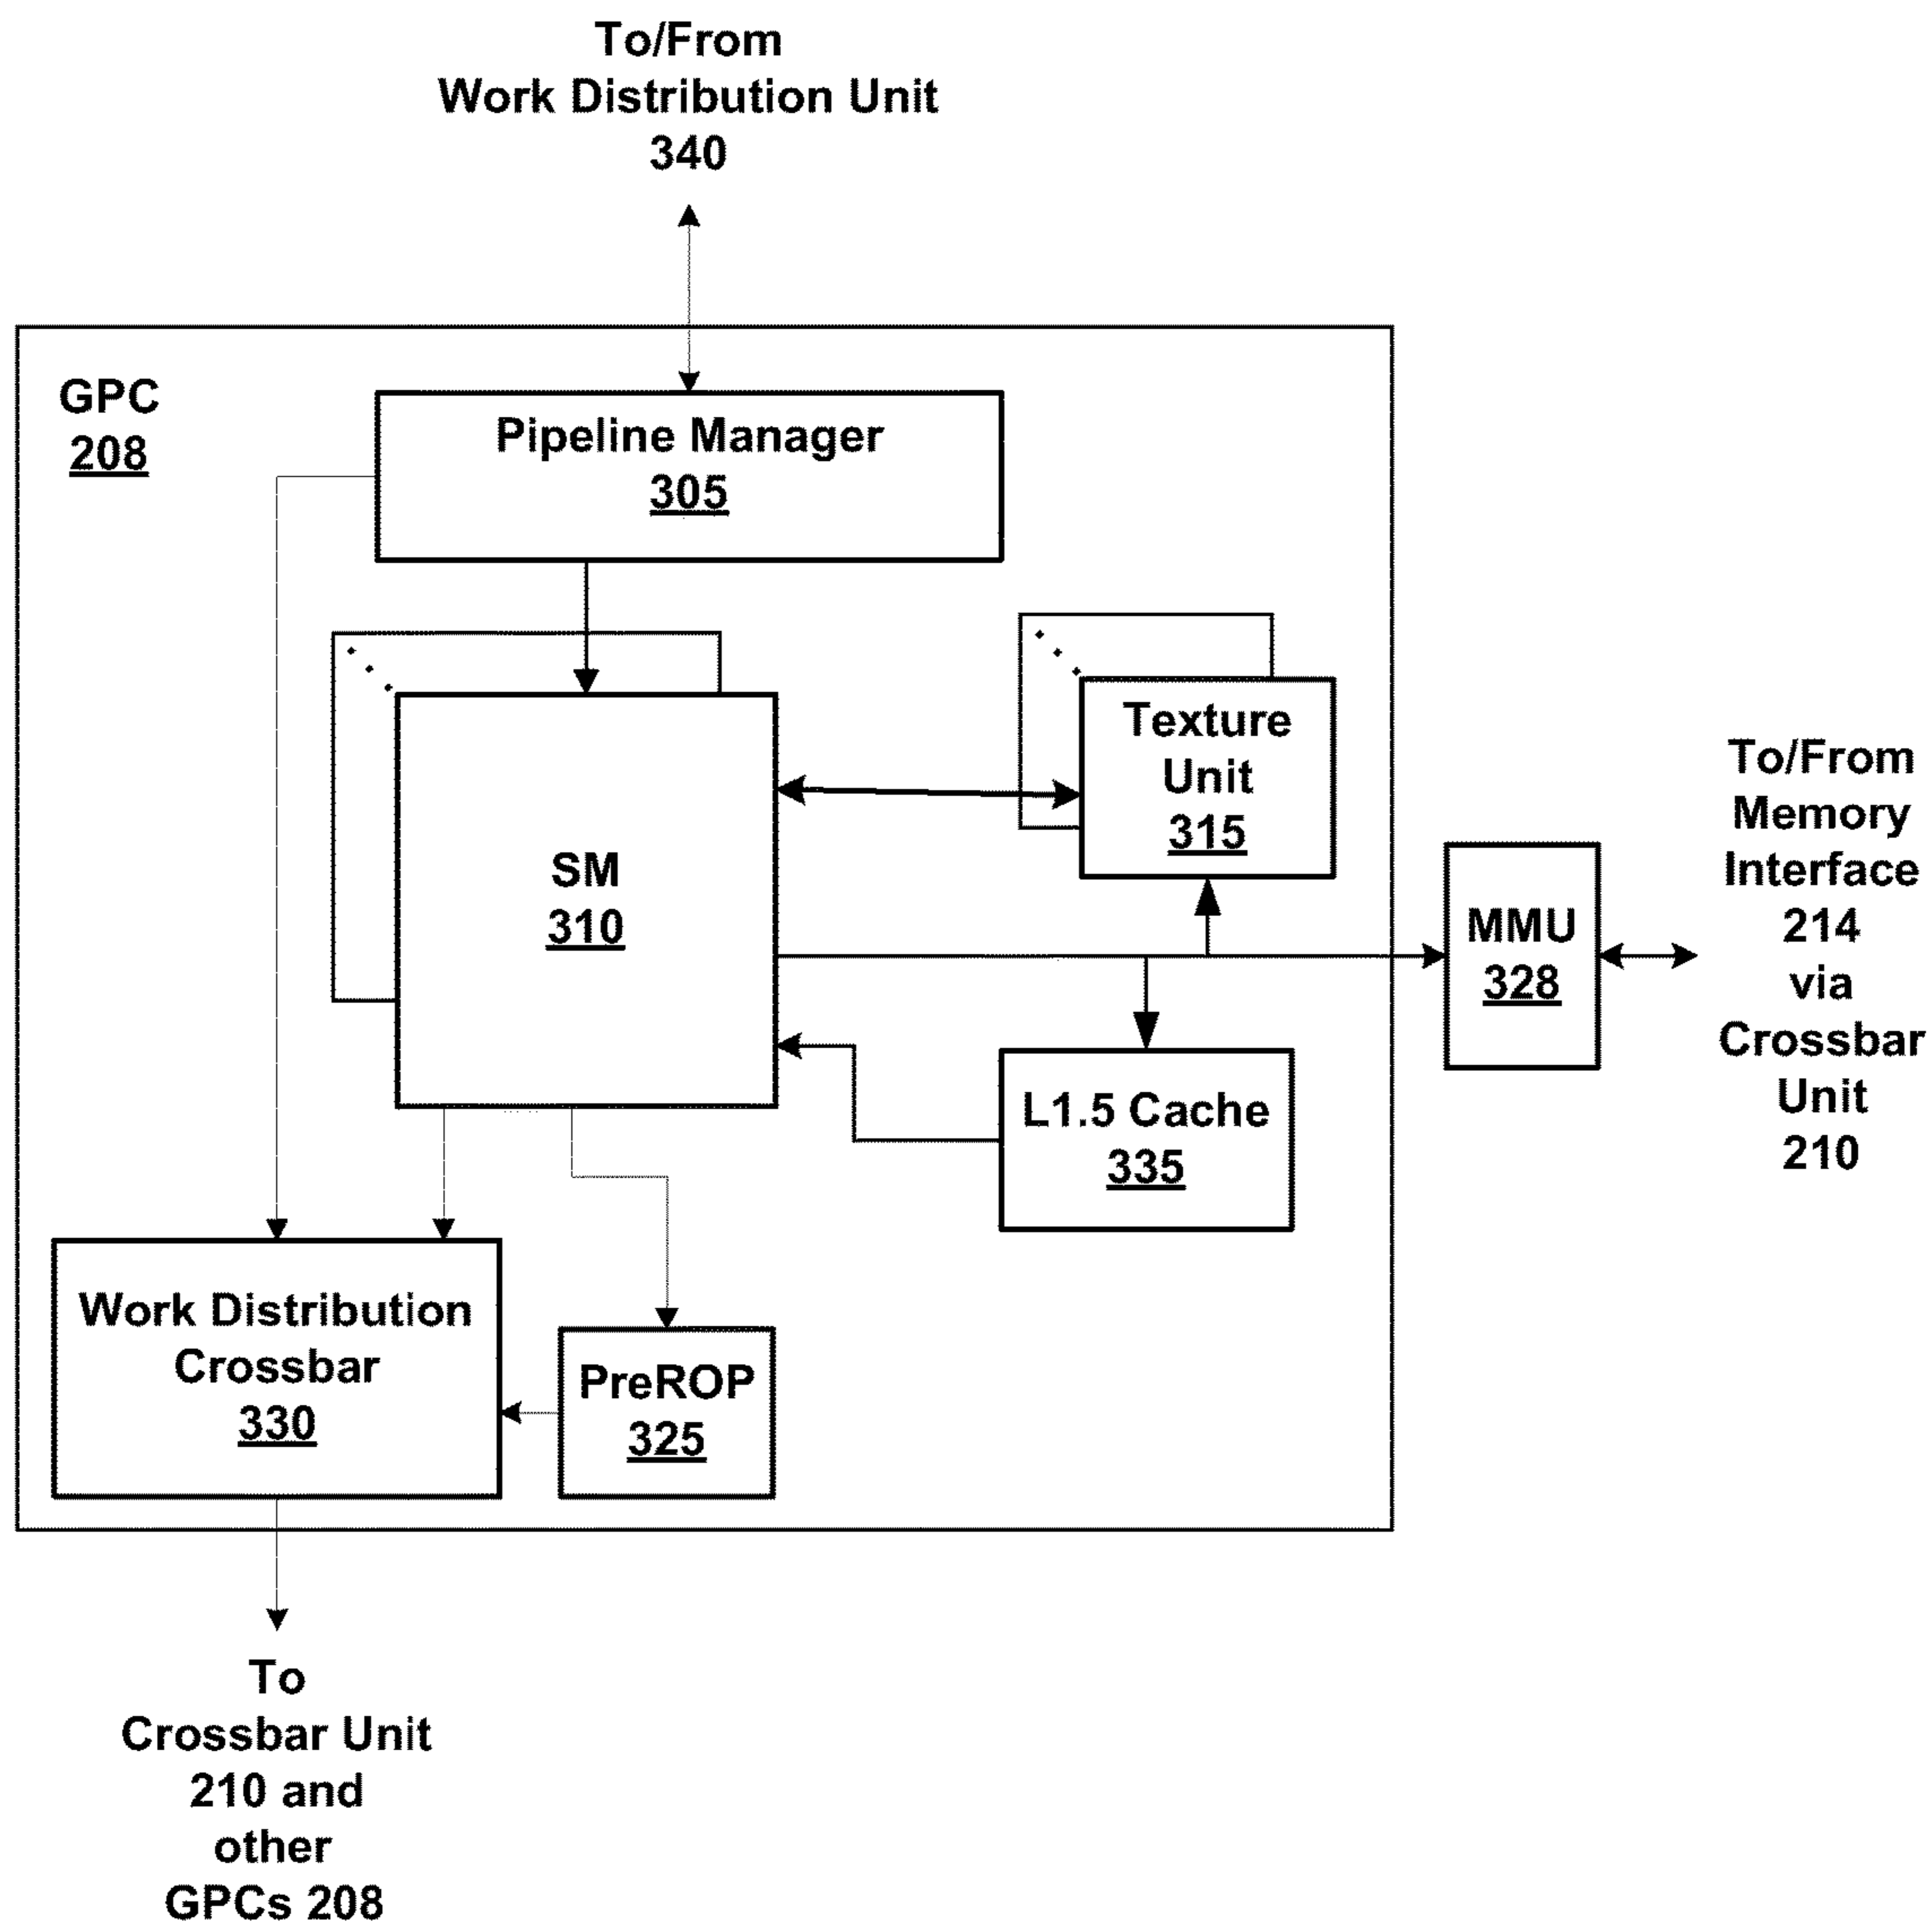 To/From
Work Distribution Unit
340
GPC
208
Pipeline Manager
305
Texture
Unit
315
SM
310
To/From
Memory
Interface
214
via
Crossbar
Unit
210
MMU
328
L1.5 Cache
335
Work Distribution
Crossbar
330
PreROP
325
To
Crossbar Unit
210 and
other
GPCs 208